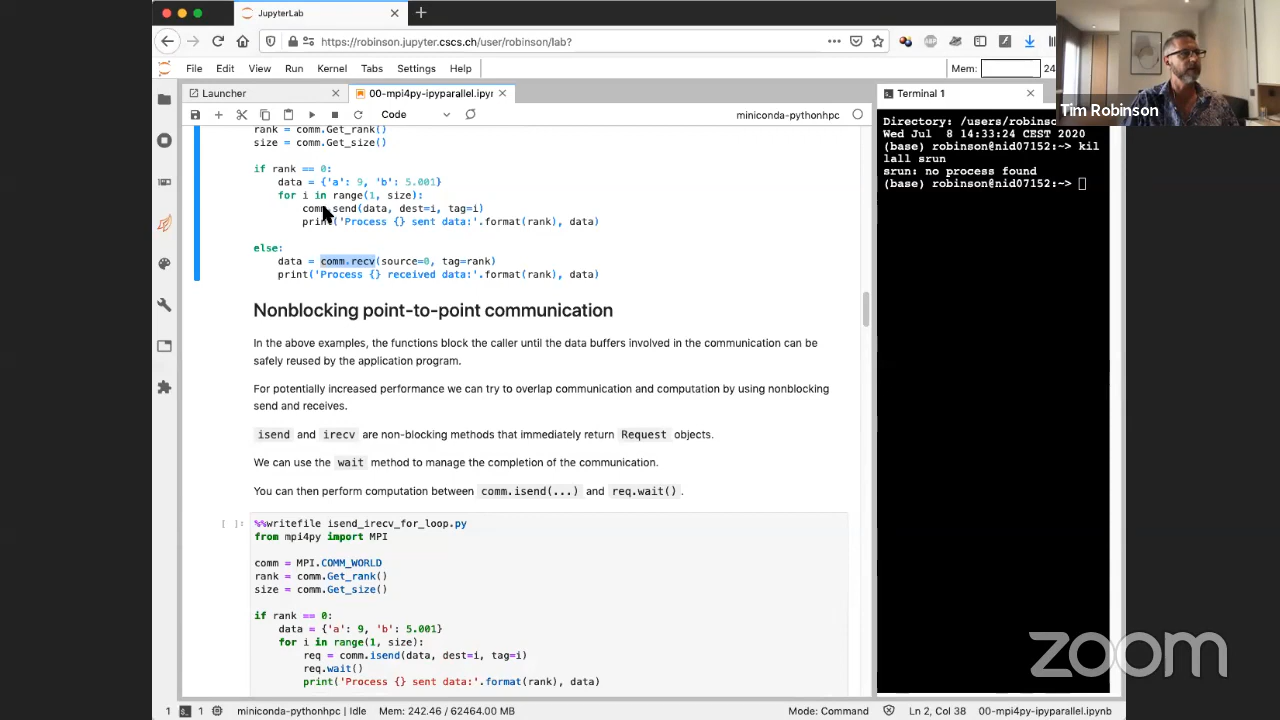 JupyterLab
https://robinson.jupyter.cscs.ch/user/robinson/lab?
File Edit View Run Kernel Tabs Settings Help
Mem: 24
Launcher
00-mpi4py-ipyparallel.ipyn
Terminal 1
Tim Robinson
Code
miniconda-pythonhpc
rank = comm.Get_rank()
size = comm.Get_size()
if rank == 0:
data = {'a': 9, 'b': 5.001}
for i in range(1, size):
comm.send(data, dest=i, tag=i)
print('Process {} sent data:'.format(rank), data)
else:
data = comm.recv(source=0, tag=rank)
print('Process {} received data:'.format(rank), data)
Nonblocking point-to-point communication
In the above examples, the functions block the caller until the data buffers involved in the communication can be
safely reused by the application program.
For potentially increased performance we can try to overlap communication and computation by using nonblocking
send and receives.
isend and irecv are non-blocking methods that immediately return Request objects.
We can use the wait method to manage the completion of the communication.
You can then perform computation between comm.isend(...) and req.wait().
[ ]: %%writefile isend_irecv_for_loop.py
from mpi4py import MPI
comm = MPI.COMM_WORLD
rank = comm.Get_rank()
size = comm.Get_size()
if rank == 0:
data = {'a': 9, 'b': 5.001}
for i in range(1, size):
req = comm.isend(data, dest=i, tag=i)
req.wait()
print('Process {} sent data:'.format(rank), data)
Directory: /users/robinso
Wed Jul  8 14:33:24 CEST 2020
(base) robinson@nid07152:~> kil
lall srun
srun: no process found
(base) robinson@nid07152:~>
zoom
1 1 miniconda-pythonhpc | Idle Mem: 242.46 / 62464.00 MB Mode: Command Ln 2, Col 38 00-mpi4py-ipyparallel.ipynb